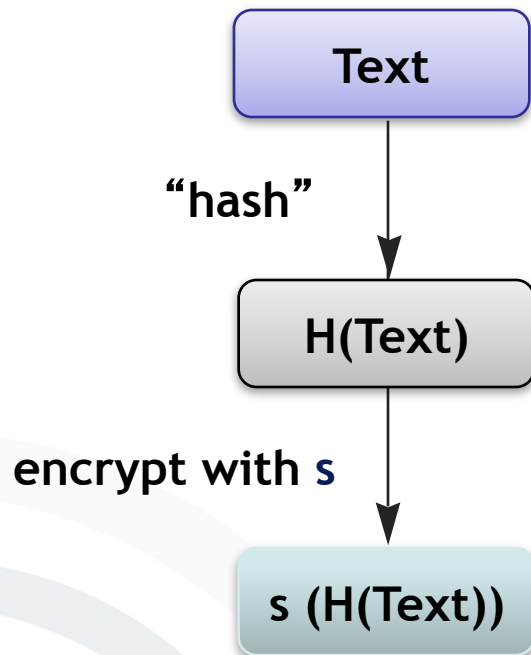 Text
“hash”
H(Text)
encrypt with s
s (H(Text))